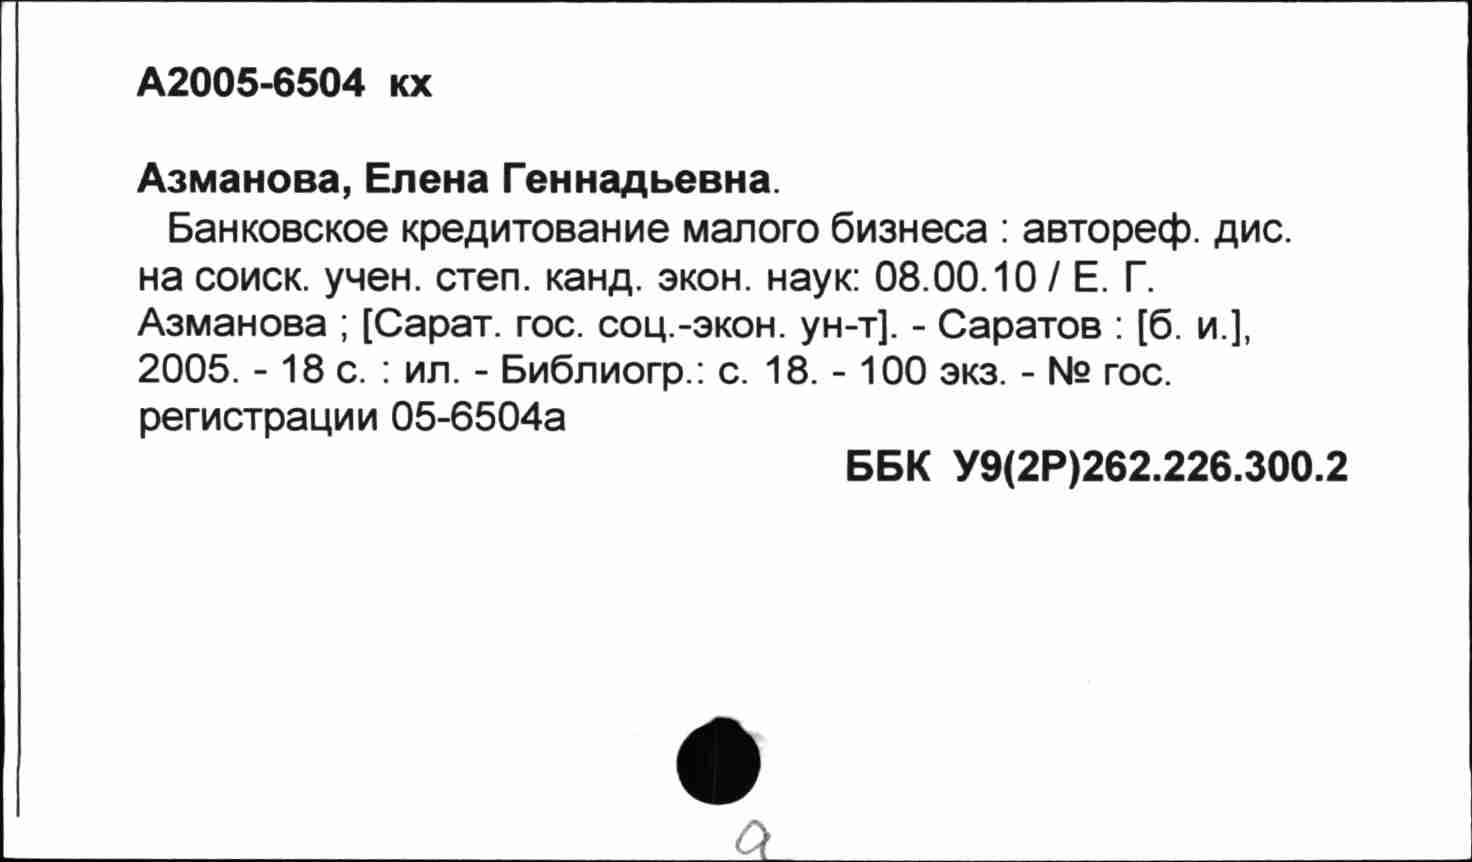 А2005-6504 кх
Азманова, Елена Геннадьевна.
Банковское кредитование малого бизнеса : автореф. дис.
на соиск. учен. степ. канд. экон. наук: 08.00.10 / Е. Г.
Азманова ; [Сарат. гос. соц.-экон. ун-т]. - Саратов : [б. и.],
2005. - 18 с. : ил. - Библиогр.: с. 18. - 100 экз. - № гос.
регистрации 05-6504а
ББК У9(2Р)262.226.300.2